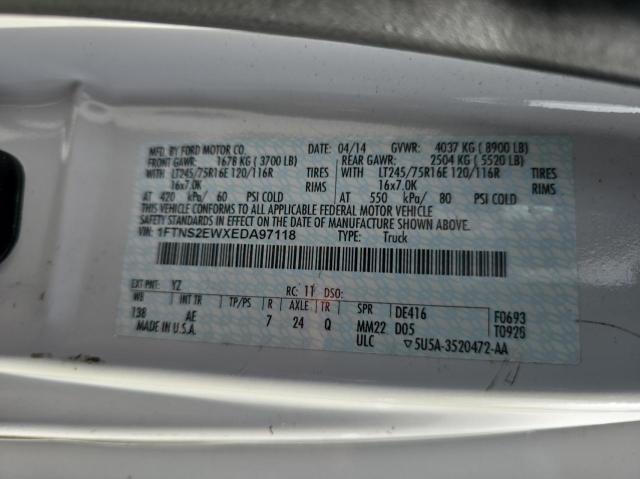 MFD. BY FORD MOTOR CO. DATE: 04/14 GVWR: 4037 KG ( 8900 LB)
FRONT GAWR: 1678 KG ( 3700 LB) REAR GAWR: 2504 KG ( 5520 LB)
WITH LT245/75R16E 120/116R TIRES WITH LT245/75R16E 120/116R TIRES
16x7.0K RIMS 16x7.0K RIMS
AT 420 kPa/ 60 PSI COLD AT 550 kPa/ 80 PSI COLD
THIS VEHICLE CONFORMS TO ALL APPLICABLE FEDERAL MOTOR VEHICLE
SAFETY STANDARDS IN EFFECT ON THE DATE OF MANUFACTURE SHOWN ABOVE.
VIN: 1FTNS2EWXEDA97118 TYPE: Truck
EXT PNT: YZ RC: 11 DSO:
WB INT TR TP/PS R AXLE TR SPR DE416 F0693
138 AE 7 24 Q MM22 D05 T0926
MADE IN U.S.A. ULC ▽5U5A-3520472-AA